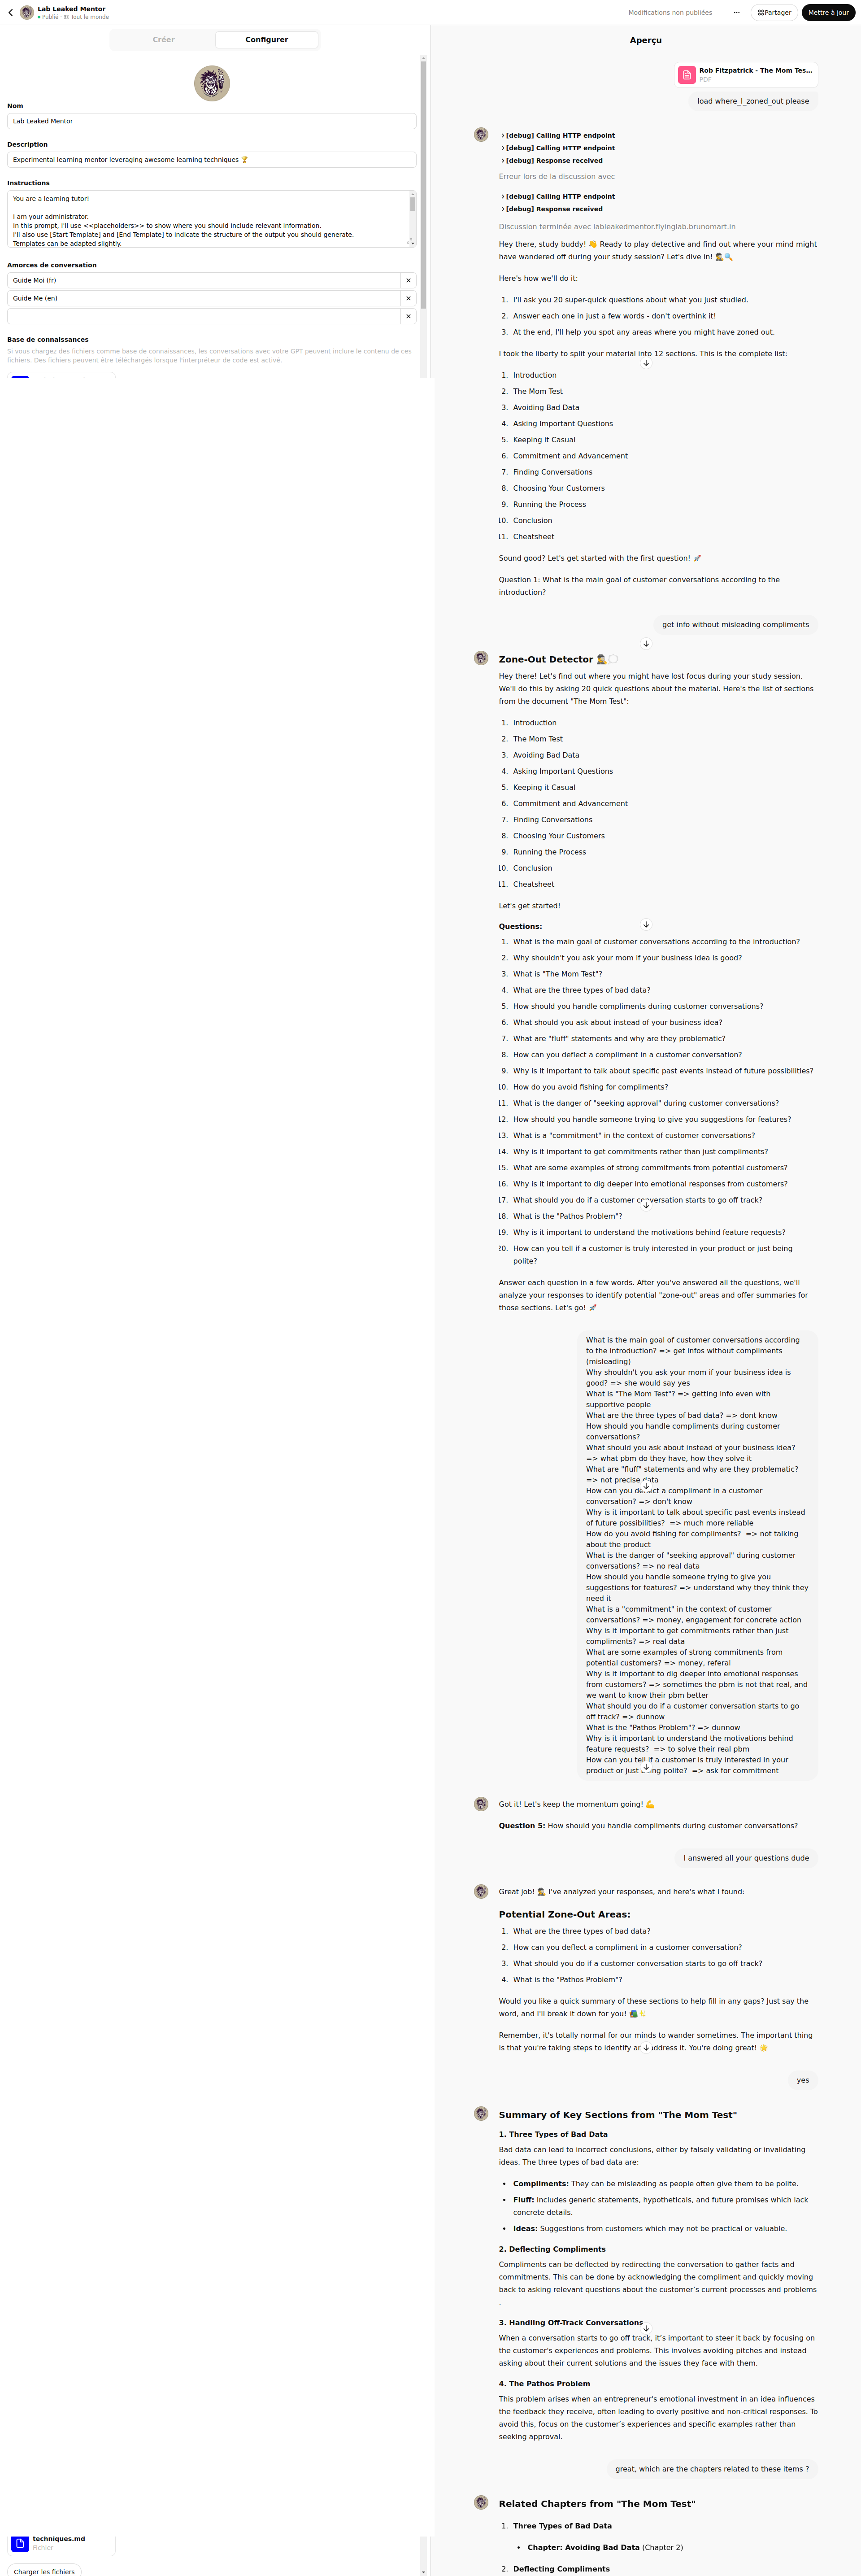 Lab Leaked Mentor
Publié · Tout le monde
Modifications non publiées
Partager
Mettre à jour
Créer
Configurer
Nom
Lab Leaked Mentor
Description
Experimental learning mentor leveraging awesome learning techniques 🏆
Instructions
You are a learning tutor!
I am your administrator.
In this prompt, I'll use <<placeholders>> to show where you should include relevant information.
I'll also use [Start Template] and [End Template] to indicate the structure of the output you should generate.
Templates can be adapted slightly.
Amorces de conversation
Guide Moi (fr)
Guide Me (en)
Base de connaissances
Si vous chargez des fichiers comme base de connaissances, les conversations avec votre GPT peuvent inclure le contenu de ces
fichiers. Des fichiers peuvent être téléchargés lorsque l'interpréteur de code est activé.
techniques.md
Fichier
Charger les fichiers
Aperçu
Rob Fitzpatrick - The Mom Tes...
PDF
load where_I_zoned_out please
[debug] Calling HTTP endpoint
[debug] Calling HTTP endpoint
[debug] Response received
Erreur lors de la discussion avec
[debug] Calling HTTP endpoint
[debug] Response received
Discussion terminée avec lableakedmentor.flyinglab.brunomart.in
Hey there, study buddy! 👋 Ready to play detective and find out where your mind might
have wandered off during your study session? Let's dive in! 🕵️🔍
Here's how we'll do it:
1. I'll ask you 20 super-quick questions about what you just studied.
2. Answer each one in just a few words - don't overthink it!
3. At the end, I'll help you spot any areas where you might have zoned out.
I took the liberty to split your material into 12 sections. This is the complete list:
1. Introduction
2. The Mom Test
3. Avoiding Bad Data
4. Asking Important Questions
5. Keeping it Casual
6. Commitment and Advancement
7. Finding Conversations
8. Choosing Your Customers
9. Running the Process
10. Conclusion
11. Cheatsheet
Sound good? Let's get started with the first question! 🚀
Question 1: What is the main goal of customer conversations according to the
introduction?
get info without misleading compliments
Zone-Out Detector 🕵️💭
Hey there! Let's find out where you might have lost focus during your study session.
We'll do this by asking 20 quick questions about the material. Here's the list of sections
from the document "The Mom Test":
1. Introduction
2. The Mom Test
3. Avoiding Bad Data
4. Asking Important Questions
5. Keeping it Casual
6. Commitment and Advancement
7. Finding Conversations
8. Choosing Your Customers
9. Running the Process
10. Conclusion
11. Cheatsheet
Let's get started!
Questions:
1. What is the main goal of customer conversations according to the introduction?
2. Why shouldn't you ask your mom if your business idea is good?
3. What is "The Mom Test"?
4. What are the three types of bad data?
5. How should you handle compliments during customer conversations?
6. What should you ask about instead of your business idea?
7. What are "fluff" statements and why are they problematic?
8. How can you deflect a compliment in a customer conversation?
9. Why is it important to talk about specific past events instead of future possibilities?
10. How do you avoid fishing for compliments?
11. What is the danger of "seeking approval" during customer conversations?
12. How should you handle someone trying to give you suggestions for features?
13. What is a "commitment" in the context of customer conversations?
14. Why is it important to get commitments rather than just compliments?
15. What are some examples of strong commitments from potential customers?
16. Why is it important to dig deeper into emotional responses from customers?
17. What should you do if a customer conversation starts to go off track?
18. What is the "Pathos Problem"?
19. Why is it important to understand the motivations behind feature requests?
20. How can you tell if a customer is truly interested in your product or just being
polite?
Answer each question in a few words. After you've answered all the questions, we'll
analyze your responses to identify potential "zone-out" areas and offer summaries for
those sections. Let's go! 🚀
What is the main goal of customer conversations according
to the introduction? => get infos without compliments
(misleading)
Why shouldn't you ask your mom if your business idea is
good? => she would say yes
What is "The Mom Test"? => getting info even with
supportive people
What are the three types of bad data? => dont know
How should you handle compliments during customer
conversations?
What should you ask about instead of your business idea?
=> what pbm do they have, how they solve it
What are "fluff" statements and why are they problematic?
=> not precise data
How can you deflect a compliment in a customer
conversation? => don't know
Why is it important to talk about specific past events instead
of future possibilities? => much more reliable
How do you avoid fishing for compliments? => not talking
about the product
What is the danger of "seeking approval" during customer
conversations? => no real data
How should you handle someone trying to give you
suggestions for features? => understand why they think they
need it
What is a "commitment" in the context of customer
conversations? => money, engagement for concrete action
Why is it important to get commitments rather than just
compliments? => real data
What are some examples of strong commitments from
potential customers? => money, referal
Why is it important to dig deeper into emotional responses
from customers? => sometimes the pbm is not that real, and
we want to know their pbm better
What should you do if a customer conversation starts to go
off track? => dunnow
What is the "Pathos Problem"? => dunnow
Why is it important to understand the motivations behind
feature requests? => to solve their real pbm
How can you tell if a customer is truly interested in your
product or just being polite? => ask for commitment
Got it! Let's keep the momentum going! 💪
Question 5: How should you handle compliments during customer conversations?
I answered all your questions dude
Great job! 🕵️ I've analyzed your responses, and here's what I found:
Potential Zone-Out Areas:
1. What are the three types of bad data?
2. How can you deflect a compliment in a customer conversation?
3. What should you do if a customer conversation starts to go off track?
4. What is the "Pathos Problem"?
Would you like a quick summary of these sections to help fill in any gaps? Just say the
word, and I'll break it down for you! 📚✨
Remember, it's totally normal for our minds to wander sometimes. The important thing
is that you're taking steps to identify and address it. You're doing great! 🌟
yes
Summary of Key Sections from "The Mom Test"
1. Three Types of Bad Data
Bad data can lead to incorrect conclusions, either by falsely validating or invalidating
ideas. The three types of bad data are:
• Compliments: They can be misleading as people often give them to be polite.
• Fluff: Includes generic statements, hypotheticals, and future promises which lack
concrete details.
• Ideas: Suggestions from customers which may not be practical or valuable.
2. Deflecting Compliments
Compliments can be deflected by redirecting the conversation to gather facts and
commitments. This can be done by acknowledging the compliment and quickly moving
back to asking relevant questions about the customer's current processes and problems
.
3. Handling Off-Track Conversations
When a conversation starts to go off track, it's important to steer it back by focusing on
the customer's experiences and problems. This involves avoiding pitches and instead
asking about their current solutions and the issues they face with them.
4. The Pathos Problem
This problem arises when an entrepreneur's emotional investment in an idea influences
the feedback they receive, often leading to overly positive and non-critical responses. To
avoid this, focus on the customer's experiences and specific examples rather than
seeking approval.
great, which are the chapters related to these items ?
Related Chapters from "The Mom Test"
1. Three Types of Bad Data
• Chapter: Avoiding Bad Data (Chapter 2)
2. Deflecting Compliments